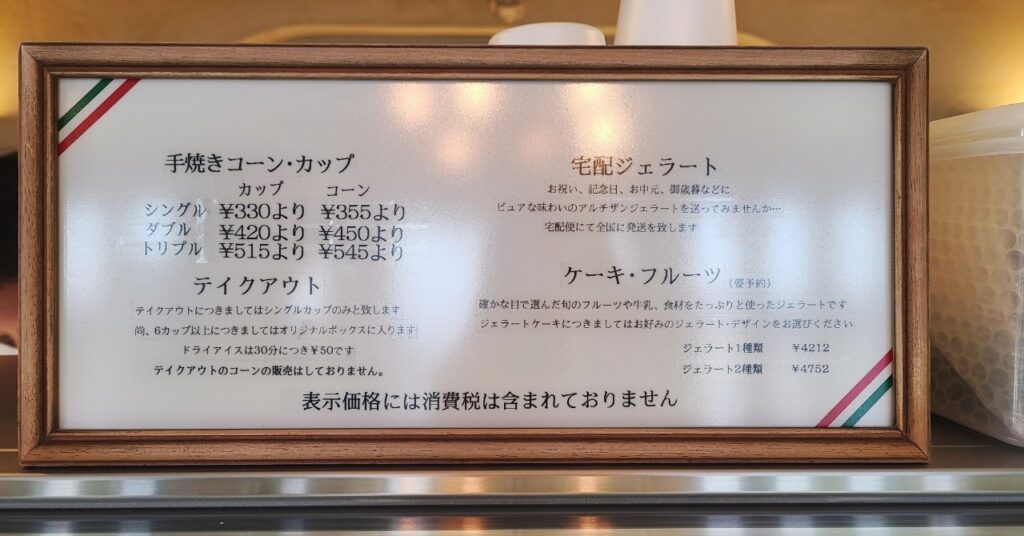 手焼きコーン・カップ
カップ コーン
シングル ¥330より ¥355より
ダブル ¥420より ¥450より
トリプル ¥515より ¥545より
テイクアウト
テイクアウトにつきましてはシングルカップのみと致します
尚、6カップ以上につきましてはオリジナルボックスに入ります
ドライアイスは30分につき¥50です
テイクアウトのコーンの販売はしておりません。
宅配ジェラート
お祝い、記念日、お中元、御歳暮などに
ピュアな味わいのアルチザンジェラートを送ってみませんか…
宅配便にて全国に発送を致します
ケーキ・フルーツ(要予約)
確かな目で選んだ旬のフルーツや牛乳、食材をたっぷりと使ったジェラートです
ジェラートケーキにつきましてはお好みのジェラート・デザインをお選びください
ジェラート1種類 ¥4212
ジェラート2種類 ¥4752
表示価格には消費税は含まれておりません